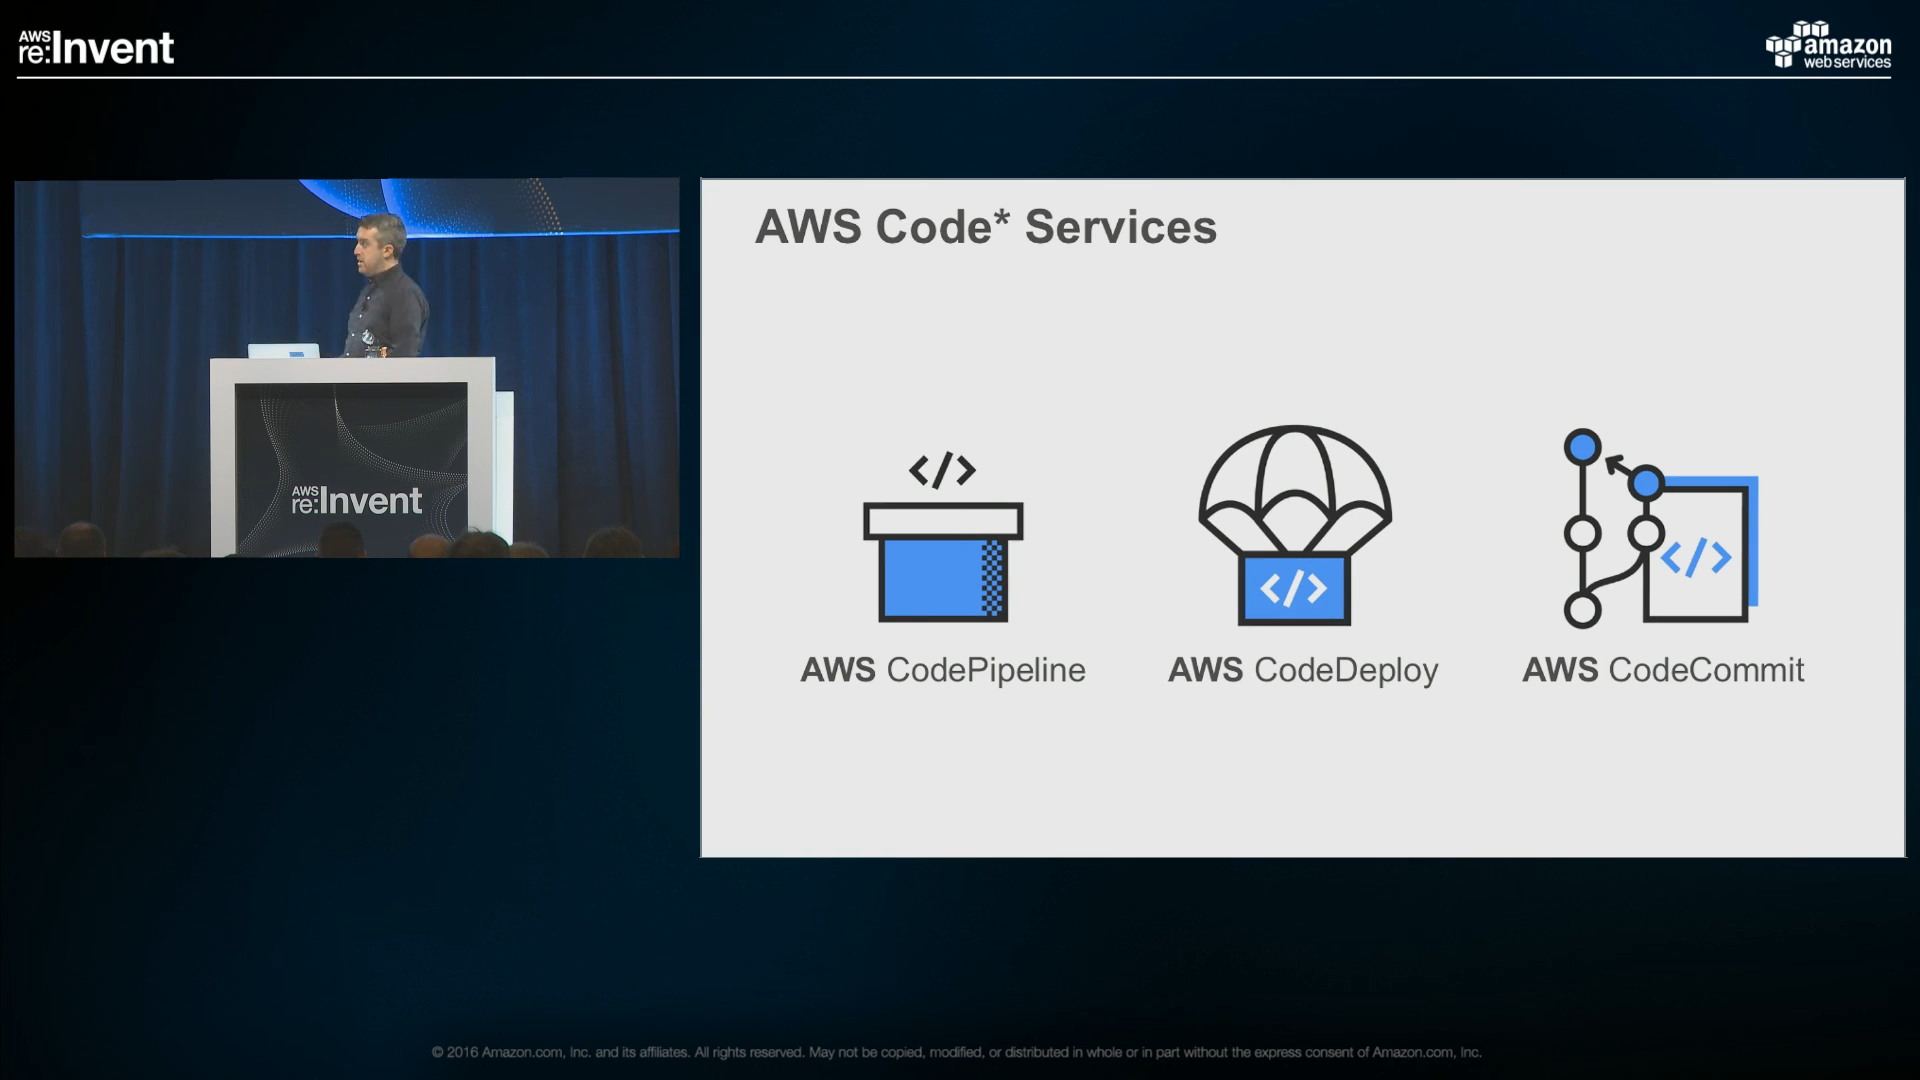 AWS
re:Invent
amazon
web services
AWS
re:Invent
AWS Code* Services
</>
</>
</>
AWS CodePipeline
AWS CodeDeploy
AWS CodeCommit
© 2016 Amazon.com, Inc. and its affiliates. All rights reserved. May not be copied, modified, or distributed in whole or in part without the express consent of Amazon.com, Inc.